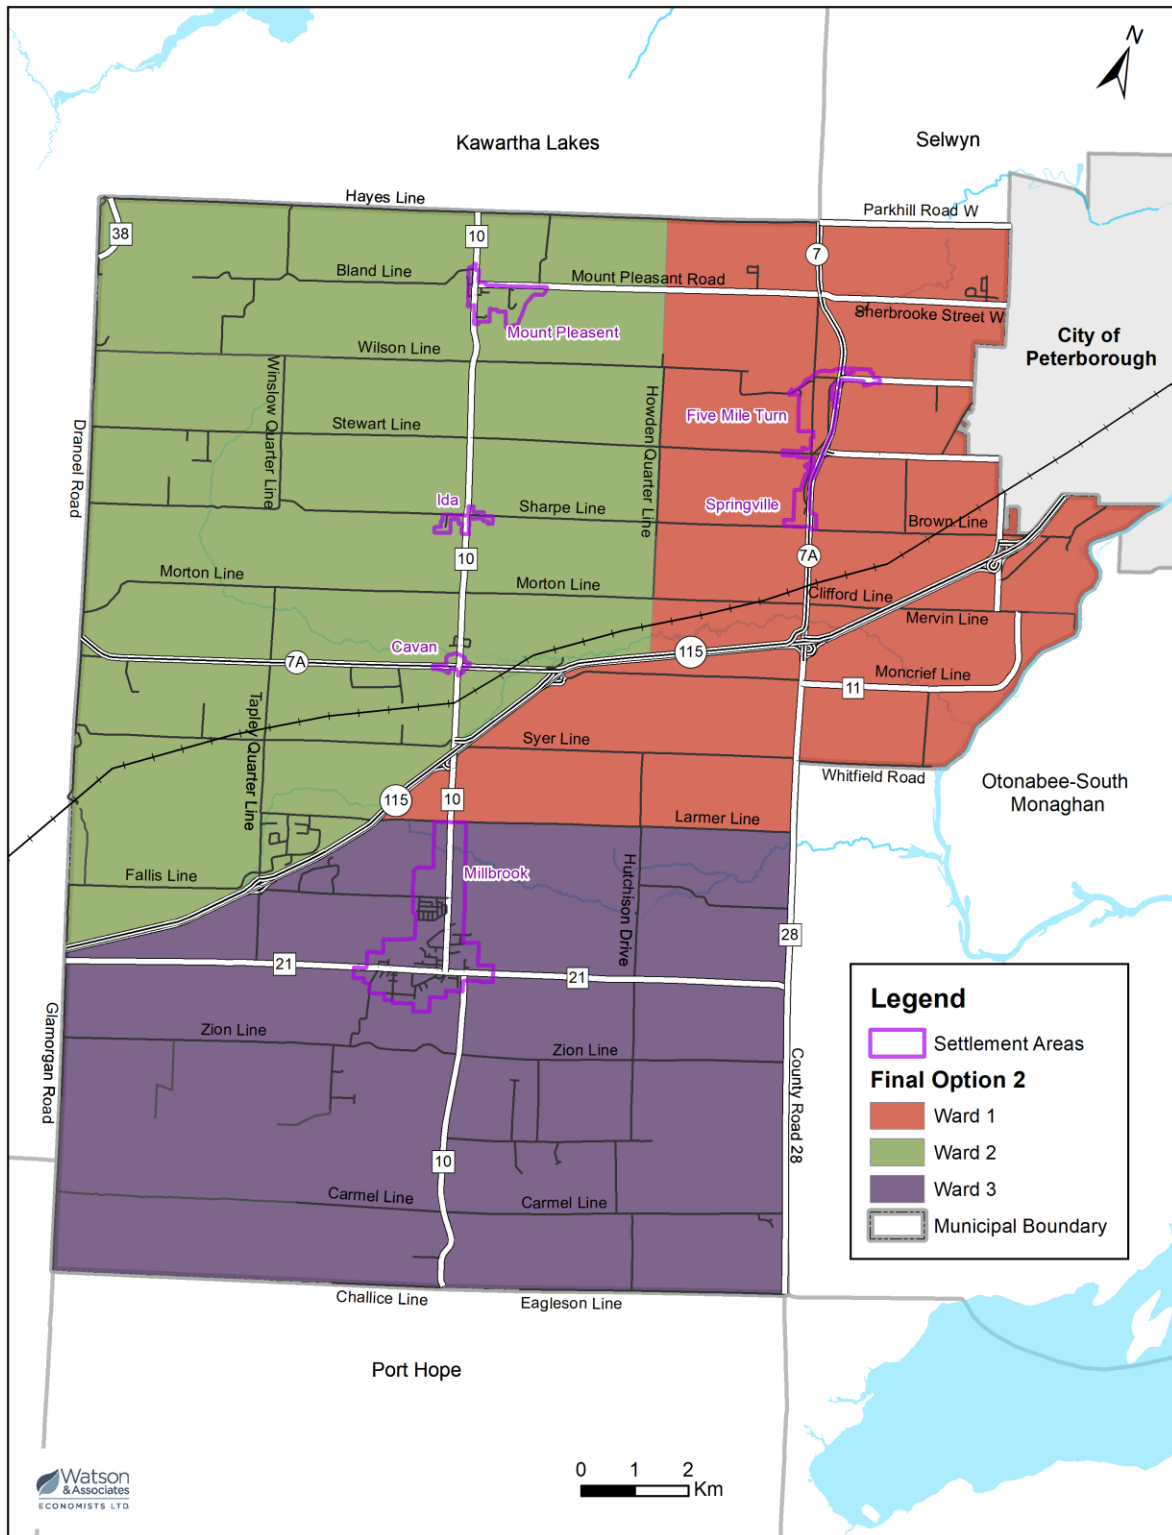 N
Kawartha Lakes
Selwyn
Hayes Line
Parkhill Road W
38
10
7
Bland Line
Mount Pleasant Road
Sherbrooke Street W
Mount Pleasent
City of
Peterborough
Wilson Line
Winslow Quarter Line
Howden Quarter Line
Five Mile Turn
Dranoel Road
Stewart Line
Ida
Sharpe Line
Springville
Brown Line
10
7A
Morton Line
Morton Line
Clifford Line
Mervin Line
Cavan
7A
115
Moncrief Line
11
Tapley Quarter Line
Syer Line
Whitfield Road
Otonabee-South
Monaghan
115
10
Larmer Line
Fallis Line
Millbrook
Hutchison Drive
28
21
21
Glamorgan Road
Zion Line
Zion Line
County Road 28
10
Carmel Line
Carmel Line
Challice Line
Eagleson Line
Port Hope
Legend
Settlement Areas
Final Option 2
Ward 1
Ward 2
Ward 3
Municipal Boundary
Watson
& Associates
ECONOMISTS LTD.
0 1 2
Km